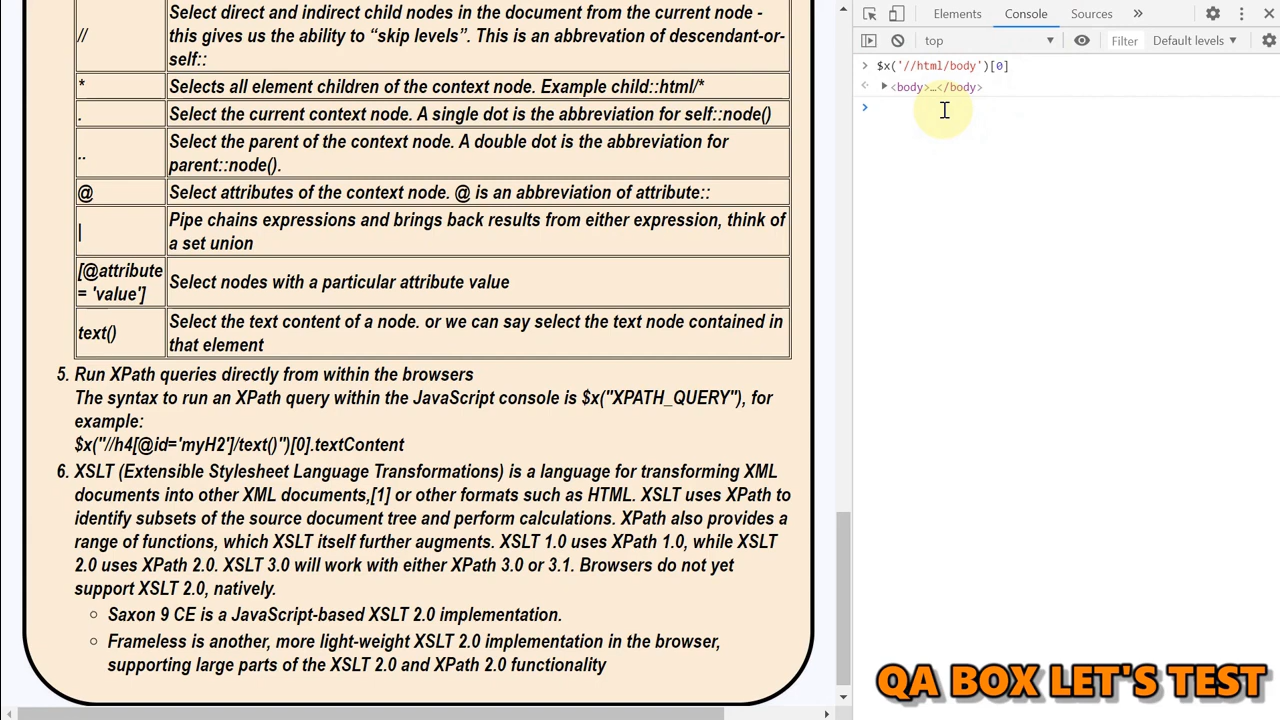 Select direct and indirect child nodes in the document from the current node -
// this gives us the ability to “skip levels”. This is an abbrevation of descendant-or-
self::
* Selects all element children of the context node. Example child::html/*
. Select the current context node. A single dot is the abbreviation for self::node()
.. Select the parent of the context node. A double dot is the abbreviation for
parent::node().
@ Select attributes of the context node. @ is an abbreviation of attribute::
| Pipe chains expressions and brings back results from either expression, think of
a set union
[@attribute
= 'value'] Select nodes with a particular attribute value
text() Select the text content of a node. or we can say select the text node contained in
that element
5. Run XPath queries directly from within the browsers
The syntax to run an XPath query within the JavaScript console is $x("XPATH_QUERY"), for
example:
$x("//h4[@id='myH2']/text()")[0].textContent
6. XSLT (Extensible Stylesheet Language Transformations) is a language for transforming XML
documents into other XML documents,[1] or other formats such as HTML. XSLT uses XPath to
identify subsets of the source document tree and perform calculations. XPath also provides a
range of functions, which XSLT itself further augments. XSLT 1.0 uses XPath 1.0, while XSLT
2.0 uses XPath 2.0. XSLT 3.0 will work with either XPath 3.0 or 3.1. Browsers do not yet
support XSLT 2.0, natively.
Saxon 9 CE is a JavaScript-based XSLT 2.0 implementation.
Frameless is another, more light-weight XSLT 2.0 implementation in the browser,
supporting large parts of the XSLT 2.0 and XPath 2.0 functionality
Elements Console Sources »
top Filter Default levels
$x('//html/body')[0]
<body>…</body>
QA BOX LET'S TEST